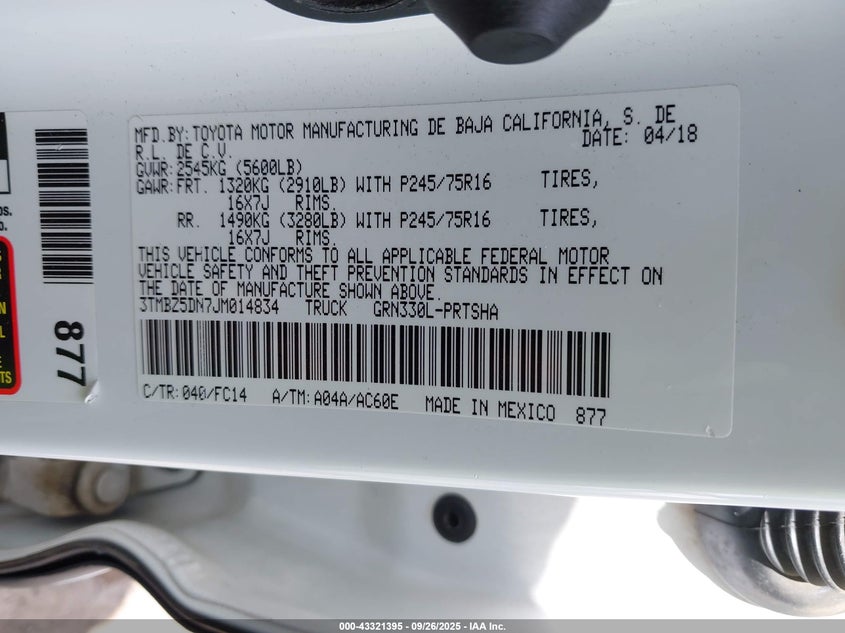 MFD.BY:TOYOTA MOTOR MANUFACTURING DE BAJA CALIFORNIA, S. DE
R.L. DE C.V. DATE: 04/18
GVWR:2545KG (5600LB)
GAWR:FRT. 1320KG (2910LB) WITH P245/75R16 TIRES,
16X7J RIMS.
RR. 1490KG (3280LB) WITH P245/75R16 TIRES,
16X7J RIMS.
THIS VEHICLE CONFORMS TO ALL APPLICABLE FEDERAL MOTOR
VEHICLE SAFETY AND THEFT PREVENTION STANDARDS IN EFFECT ON
THE DATE OF MANUFACTURE SHOWN ABOVE.
3TMBZ5DN7JM014834 TRUCK GRN330L-PRTSHA
C/TR:040/FC14 A/TM:A04A/AC60E MADE IN MEXICO 877
877
000-43321395 09/26/2025 - IAA Inc.